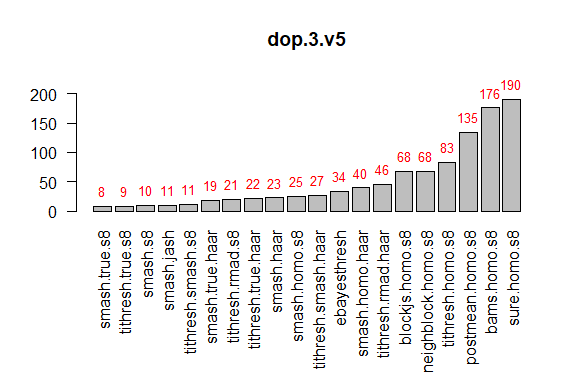 dop.3.v5
200
150
100
50
0
8
9
10
11
11
19
21
22
23
25
27
34
40
46
68
68
83
135
176
190
smash.true.s8
tithresh.true.s8
smash.s8
smash.jash
tithresh.smash.s8
smash.true.haar
tithresh.rmad.s8
tithresh.true.haar
smash.haar
smash.homo.s8
tithresh.smash.haar
ebayesthresh
smash.homo.haar
tithresh.rmad.haar
blockjs.homo.s8
neighblock.homo.s8
tithresh.homo.s8
postmean.homo.s8
bams.homo.s8
sure.homo.s8